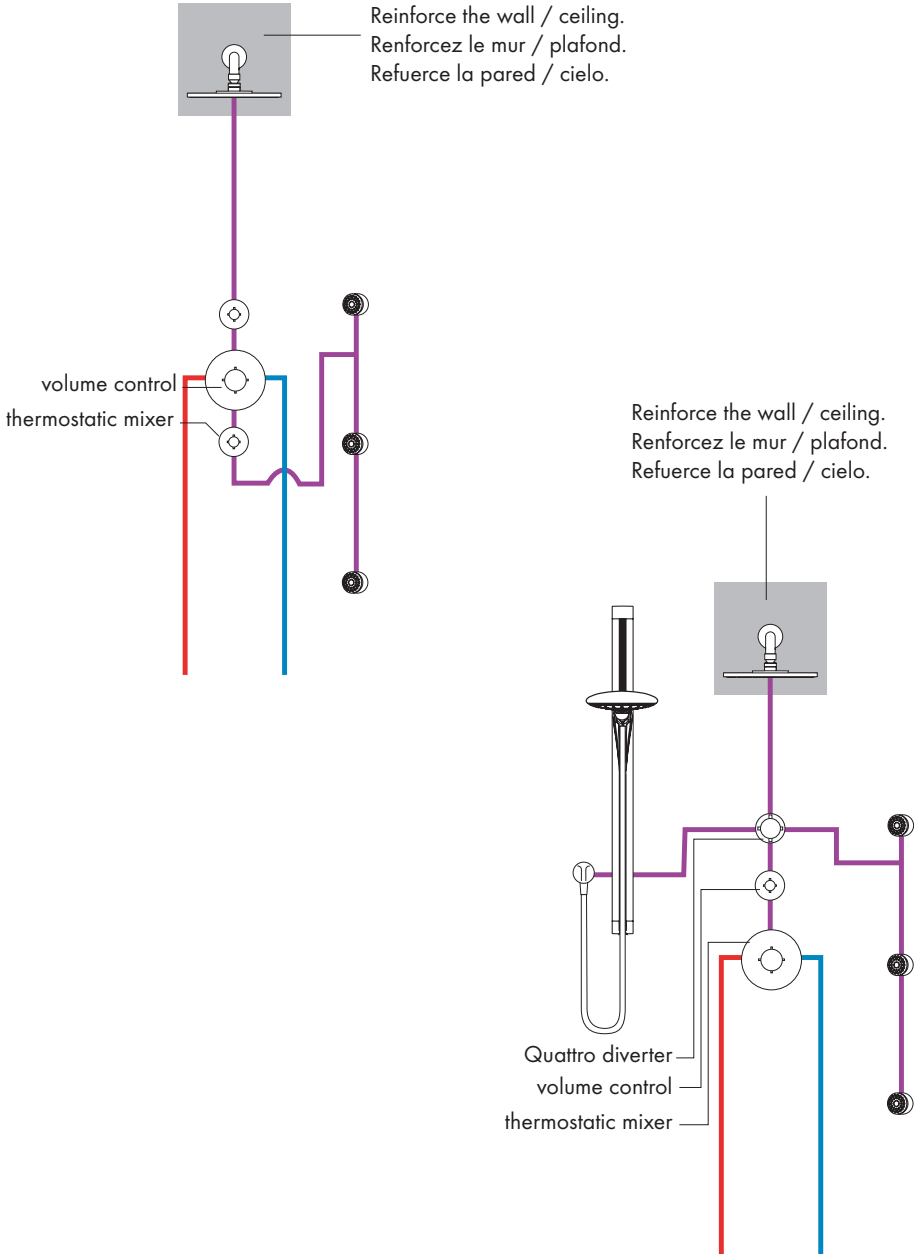 Reinforce the wall / ceiling.
Renforcez le mur / plafond.
Refuerce la pared / cielo.
volume control
thermostatic mixer
Reinforce the wall / ceiling.
Renforcez le mur / plafond.
Refuerce la pared / cielo.
Quattro diverter
volume control
thermostatic mixer